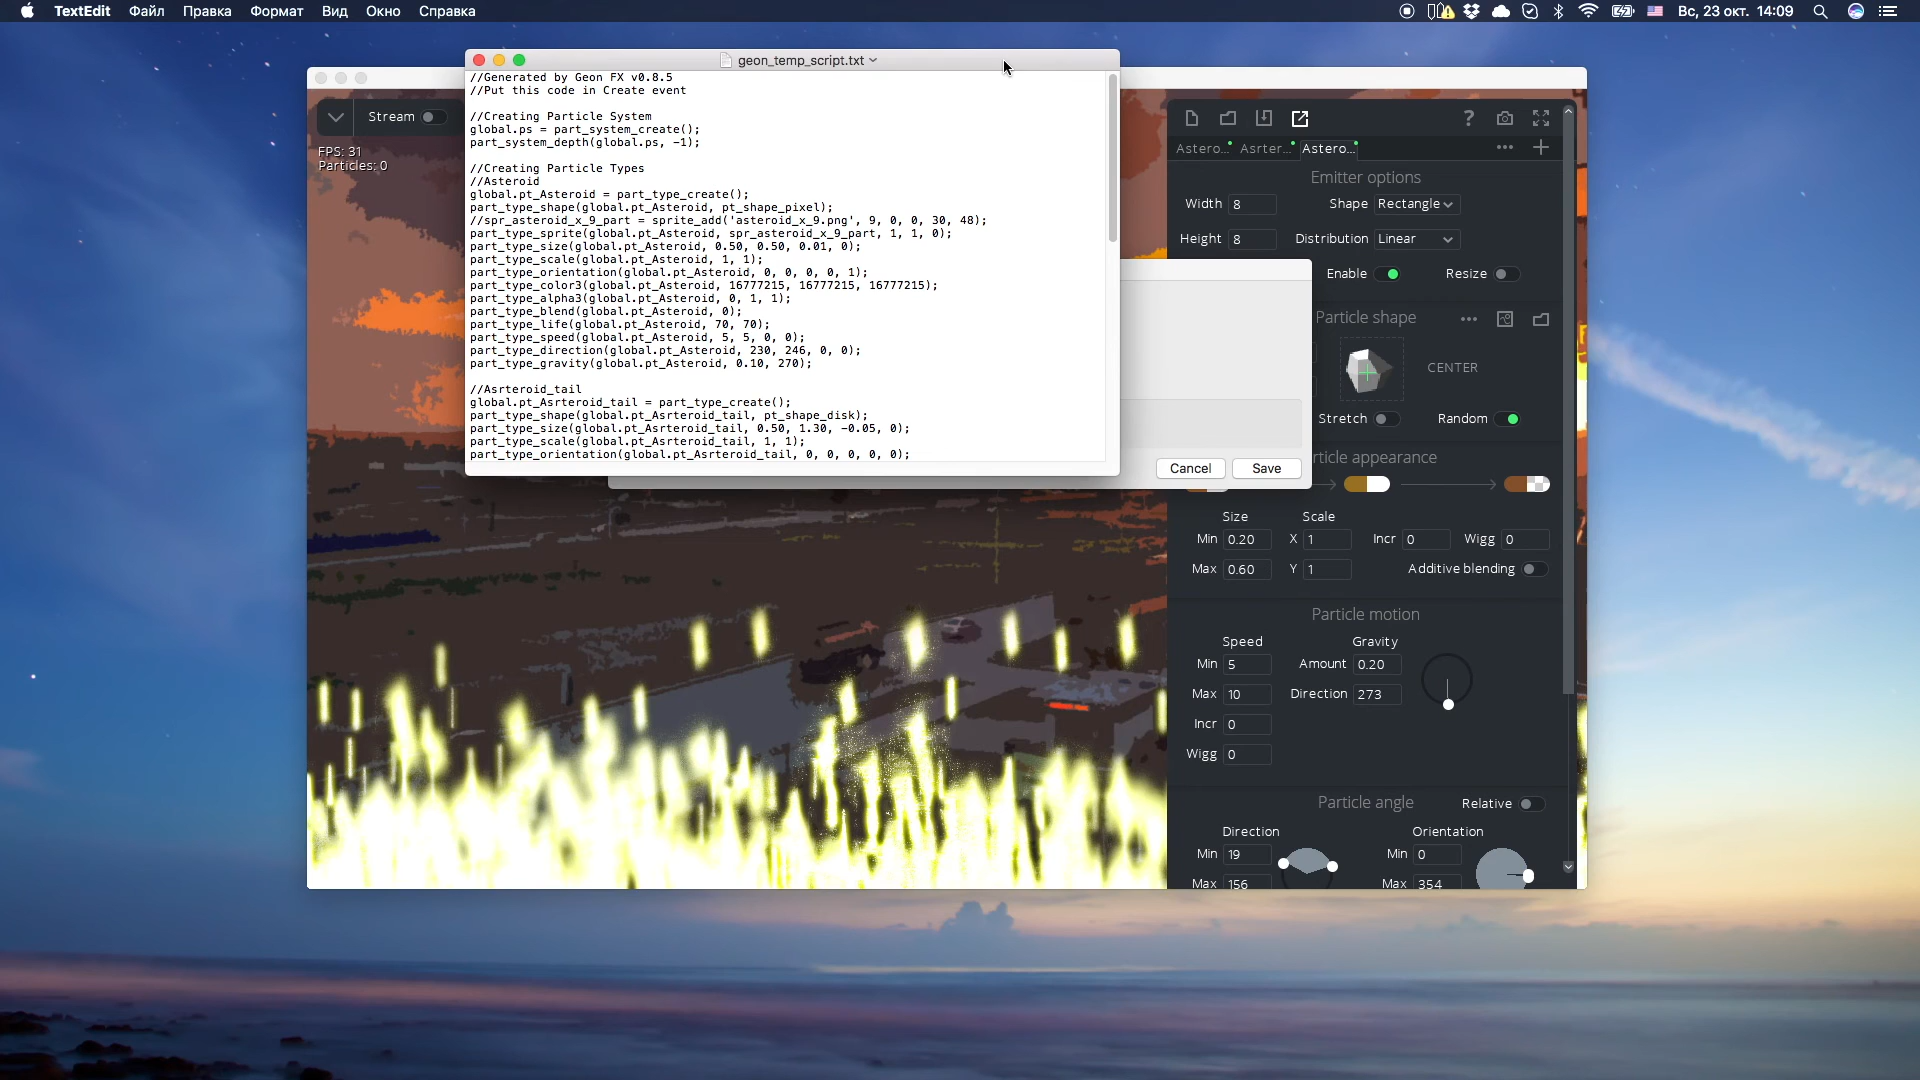 TextEdit Файл Правка Формат Вид Окно Справка
Вс, 23 окт. 14:09
geon_temp_script.txt
//Generated by Geon FX v0.8.5
//Put this code in Create event
//Creating Particle System
global.ps = part_system_create();
part_system_depth(global.ps, -1);
//Creating Particle Types
//Asteroid
global.pt_Asteroid = part_type_create();
part_type_shape(global.pt_Asteroid, pt_shape_pixel);
//spr_asteroid_x_9_part = sprite_add('asteroid_x_9.png', 9, 0, 0, 30, 48);
part_type_sprite(global.pt_Asteroid, spr_asteroid_x_9_part, 1, 1, 0);
part_type_size(global.pt_Asteroid, 0.50, 0.50, 0.01, 0);
part_type_scale(global.pt_Asteroid, 1, 1);
part_type_orientation(global.pt_Asteroid, 0, 0, 0, 0, 1);
part_type_color3(global.pt_Asteroid, 16777215, 16777215, 16777215);
part_type_alpha3(global.pt_Asteroid, 0, 1, 1);
part_type_blend(global.pt_Asteroid, 0);
part_type_life(global.pt_Asteroid, 70, 70);
part_type_speed(global.pt_Asteroid, 5, 5, 0, 0);
part_type_direction(global.pt_Asteroid, 230, 246, 0, 0);
part_type_gravity(global.pt_Asteroid, 0.10, 270);
//Asrteroid_tail
global.pt_Asrteroid_tail = part_type_create();
part_type_shape(global.pt_Asrteroid_tail, pt_shape_disk);
part_type_size(global.pt_Asrteroid_tail, 0.50, 1.30, -0.05, 0);
part_type_scale(global.pt_Asrteroid_tail, 1, 1);
part_type_orientation(global.pt_Asrteroid_tail, 0, 0, 0, 0, 0);
Stream
FPS: 31
Particles: 0
Cancel Save
?
Astero... Asrter... Astero...
Emitter options
Width 8 Shape Rectangle
Height 8 Distribution Linear
Enable Resize
Particle shape
CENTER
Stretch Random
rticle appearance
Size Scale
Min 0.20 X 1 Incr 0 Wigg 0
Max 0.60 Y 1 Additive blending
Particle motion
Speed Gravity
Min 5 Amount 0.20
Max 10 Direction 273
Incr 0
Wigg 0
Particle angle Relative
Direction Orientation
Min 19 Min 0
Max 156 Max 354